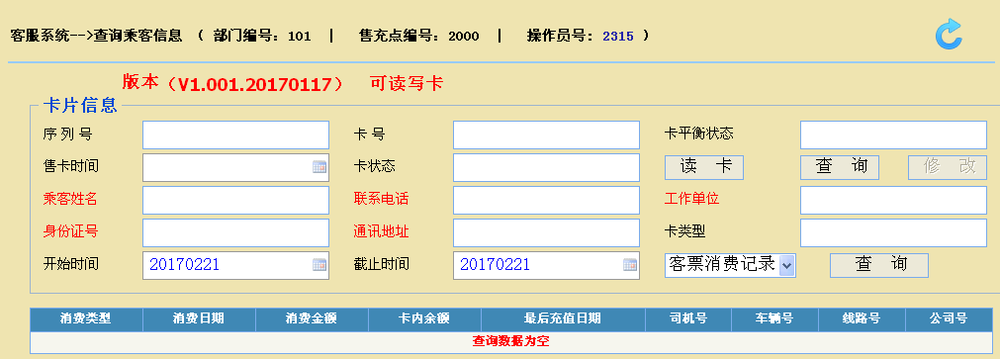 客服系统-->查询乘客信息 ( 部门编号: 101 | 售充点编号: 2000 | 操作员号: 2315 )
版本（V1.001.20170117） 可读写卡
卡片信息
序 列 号 卡 号 卡平衡状态
售卡时间 卡状态 读 卡 查 询 修 改
乘客姓名 联系电话 工作单位
身份证号 通讯地址 卡类型
开始时间 20170221 截止时间 20170221 客票消费记录 查 询
消费类型 消费日期 消费金额 卡内余额 最后充值日期 司机号 车辆号 线路号 公司号
查询数据为空